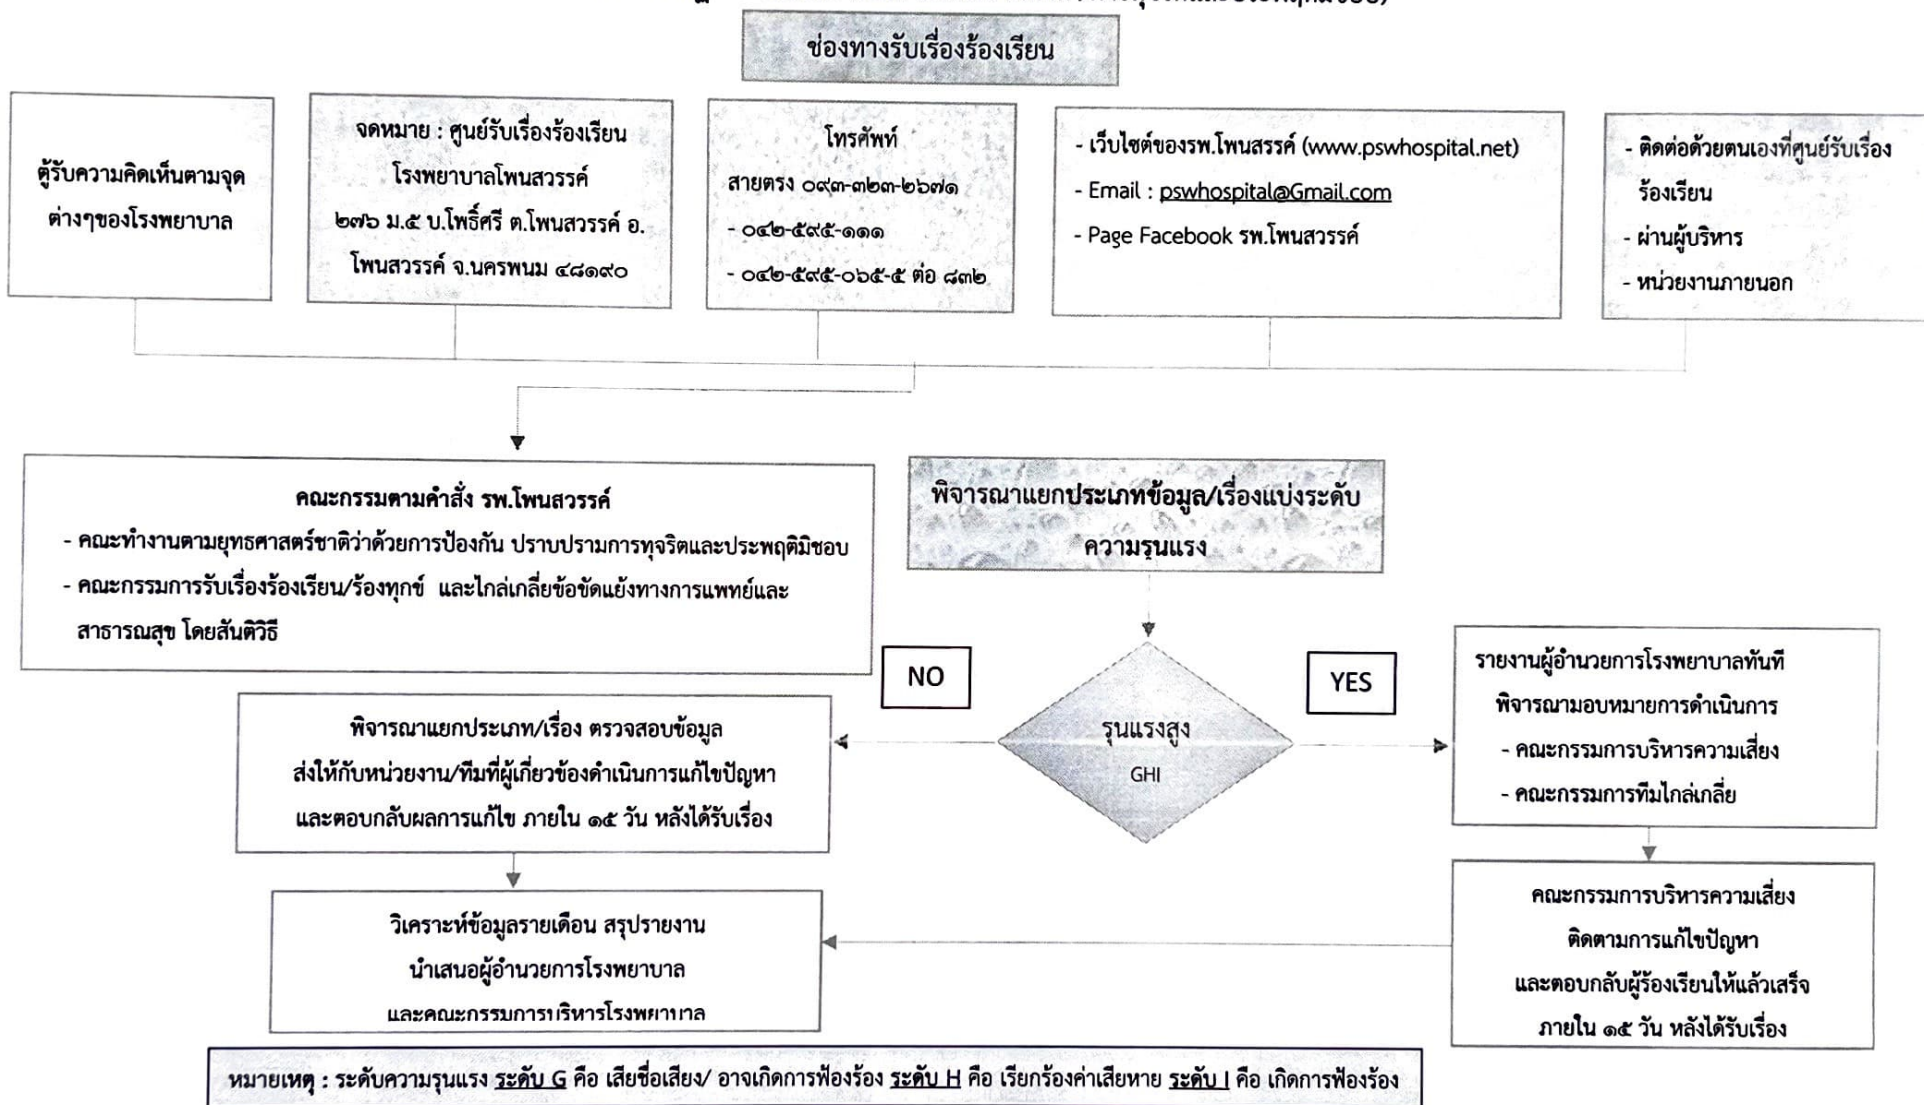 ช่องทางรับเรื่องร้องเรียน
ตู้รับความคิดเห็นตามจุด
ต่างๆของโรงพยาบาล
จดหมาย : ศูนย์รับเรื่องร้องเรียน
โรงพยาบาลโพนสวรรค์
๒๗๖ ม.๕ บ.โพธิ์ศรี ต.โพนสวรรค์ อ.
โพนสวรรค์ จ.นครพนม ๔๘๑๙๐
โทรศัพท์
สายตรง ๐๙๓-๓๒๓-๒๖๗๑
- ๐๔๒-๕๙๕-๑๑๑
- ๐๔๒-๕๙๕-๐๖๕-๕ ต่อ ๘๓๒
- เว็บไซต์ของรพ.โพนสวรรค์ (www.pswhospital.net)
- Email : pswhospital@Gmail.com
- Page Facebook รพ.โพนสวรรค์
- ติดต่อด้วยตนเองที่ศูนย์รับเรื่อง
ร้องเรียน
- ผ่านผู้บริหาร
- หน่วยงานภายนอก
คณะกรรมตามคำสั่ง รพ.โพนสวรรค์
- คณะทำงานตามยุทธศาสตร์ชาติว่าด้วยการป้องกัน ปราบปรามการทุจริตและประพฤติมิชอบ
- คณะกรรมการรับเรื่องร้องเรียน/ร้องทุกข์ และไกล่เกลี่ยข้อขัดแย้งทางการแพทย์และ
สาธารณสุข โดยสันติวิธี
พิจารณาแยกประเภทข้อมูล/เรื่องแบ่งระดับ
ความรุนแรง
NO
YES
รุนแรงสูง
GHI
รายงานผู้อำนวยการโรงพยาบาลทันที
พิจารณามอบหมายการดำเนินการ
- คณะกรรมการบริหารความเสี่ยง
- คณะกรรมการทีมไกล่เกลี่ย
พิจารณาแยกประเภท/เรื่อง ตรวจสอบข้อมูล
ส่งให้กับหน่วยงาน/ทีมที่ผู้เกี่ยวข้องดำเนินการแก้ไขปัญหา
และตอบกลับผลการแก้ไข ภายใน ๑๕ วัน หลังได้รับเรื่อง
คณะกรรมการบริหารความเสี่ยง
ติดตามการแก้ไขปัญหา
และตอบกลับผู้ร้องเรียนให้แล้วเสร็จ
ภายใน ๑๕ วัน หลังได้รับเรื่อง
วิเคราะห์ข้อมูลรายเดือน สรุปรายงาน
นำเสนอผู้อำนวยการโรงพยาบาล
และคณะกรรมการบริหารโรงพยาบาล
หมายเหตุ : ระดับความรุนแรง ระดับ G คือ เสียชื่อเสียง/ อาจเกิดการฟ้องร้อง ระดับ H คือ เรียกร้องค่าเสียหาย ระดับ I คือ เกิดการฟ้องร้อง